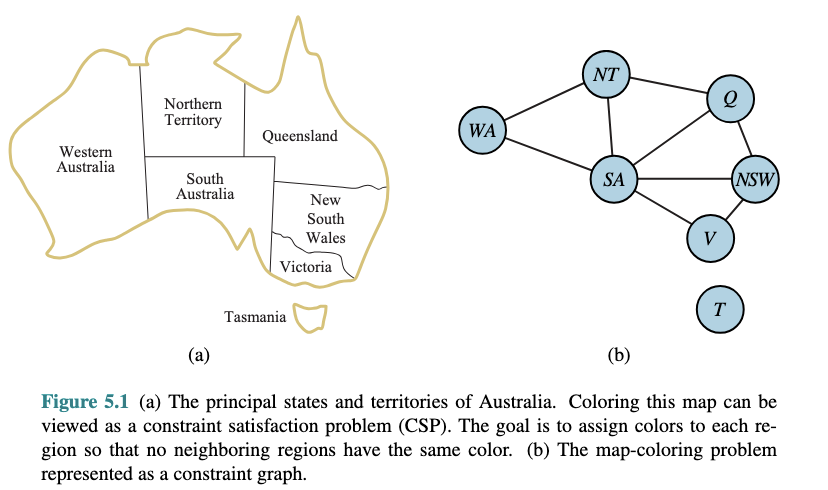 Northern
Territory
Western
Australia
Queensland
South
Australia
New
South
Wales
Victoria
Tasmania
(a)
NT
Q
WA
SA
NSW
V
T
(b)
Figure 5.1 (a) The principal states and territories of Australia. Coloring this map can be
viewed as a constraint satisfaction problem (CSP). The goal is to assign colors to each re-
gion so that no neighboring regions have the same color. (b) The map-coloring problem
represented as a constraint graph.